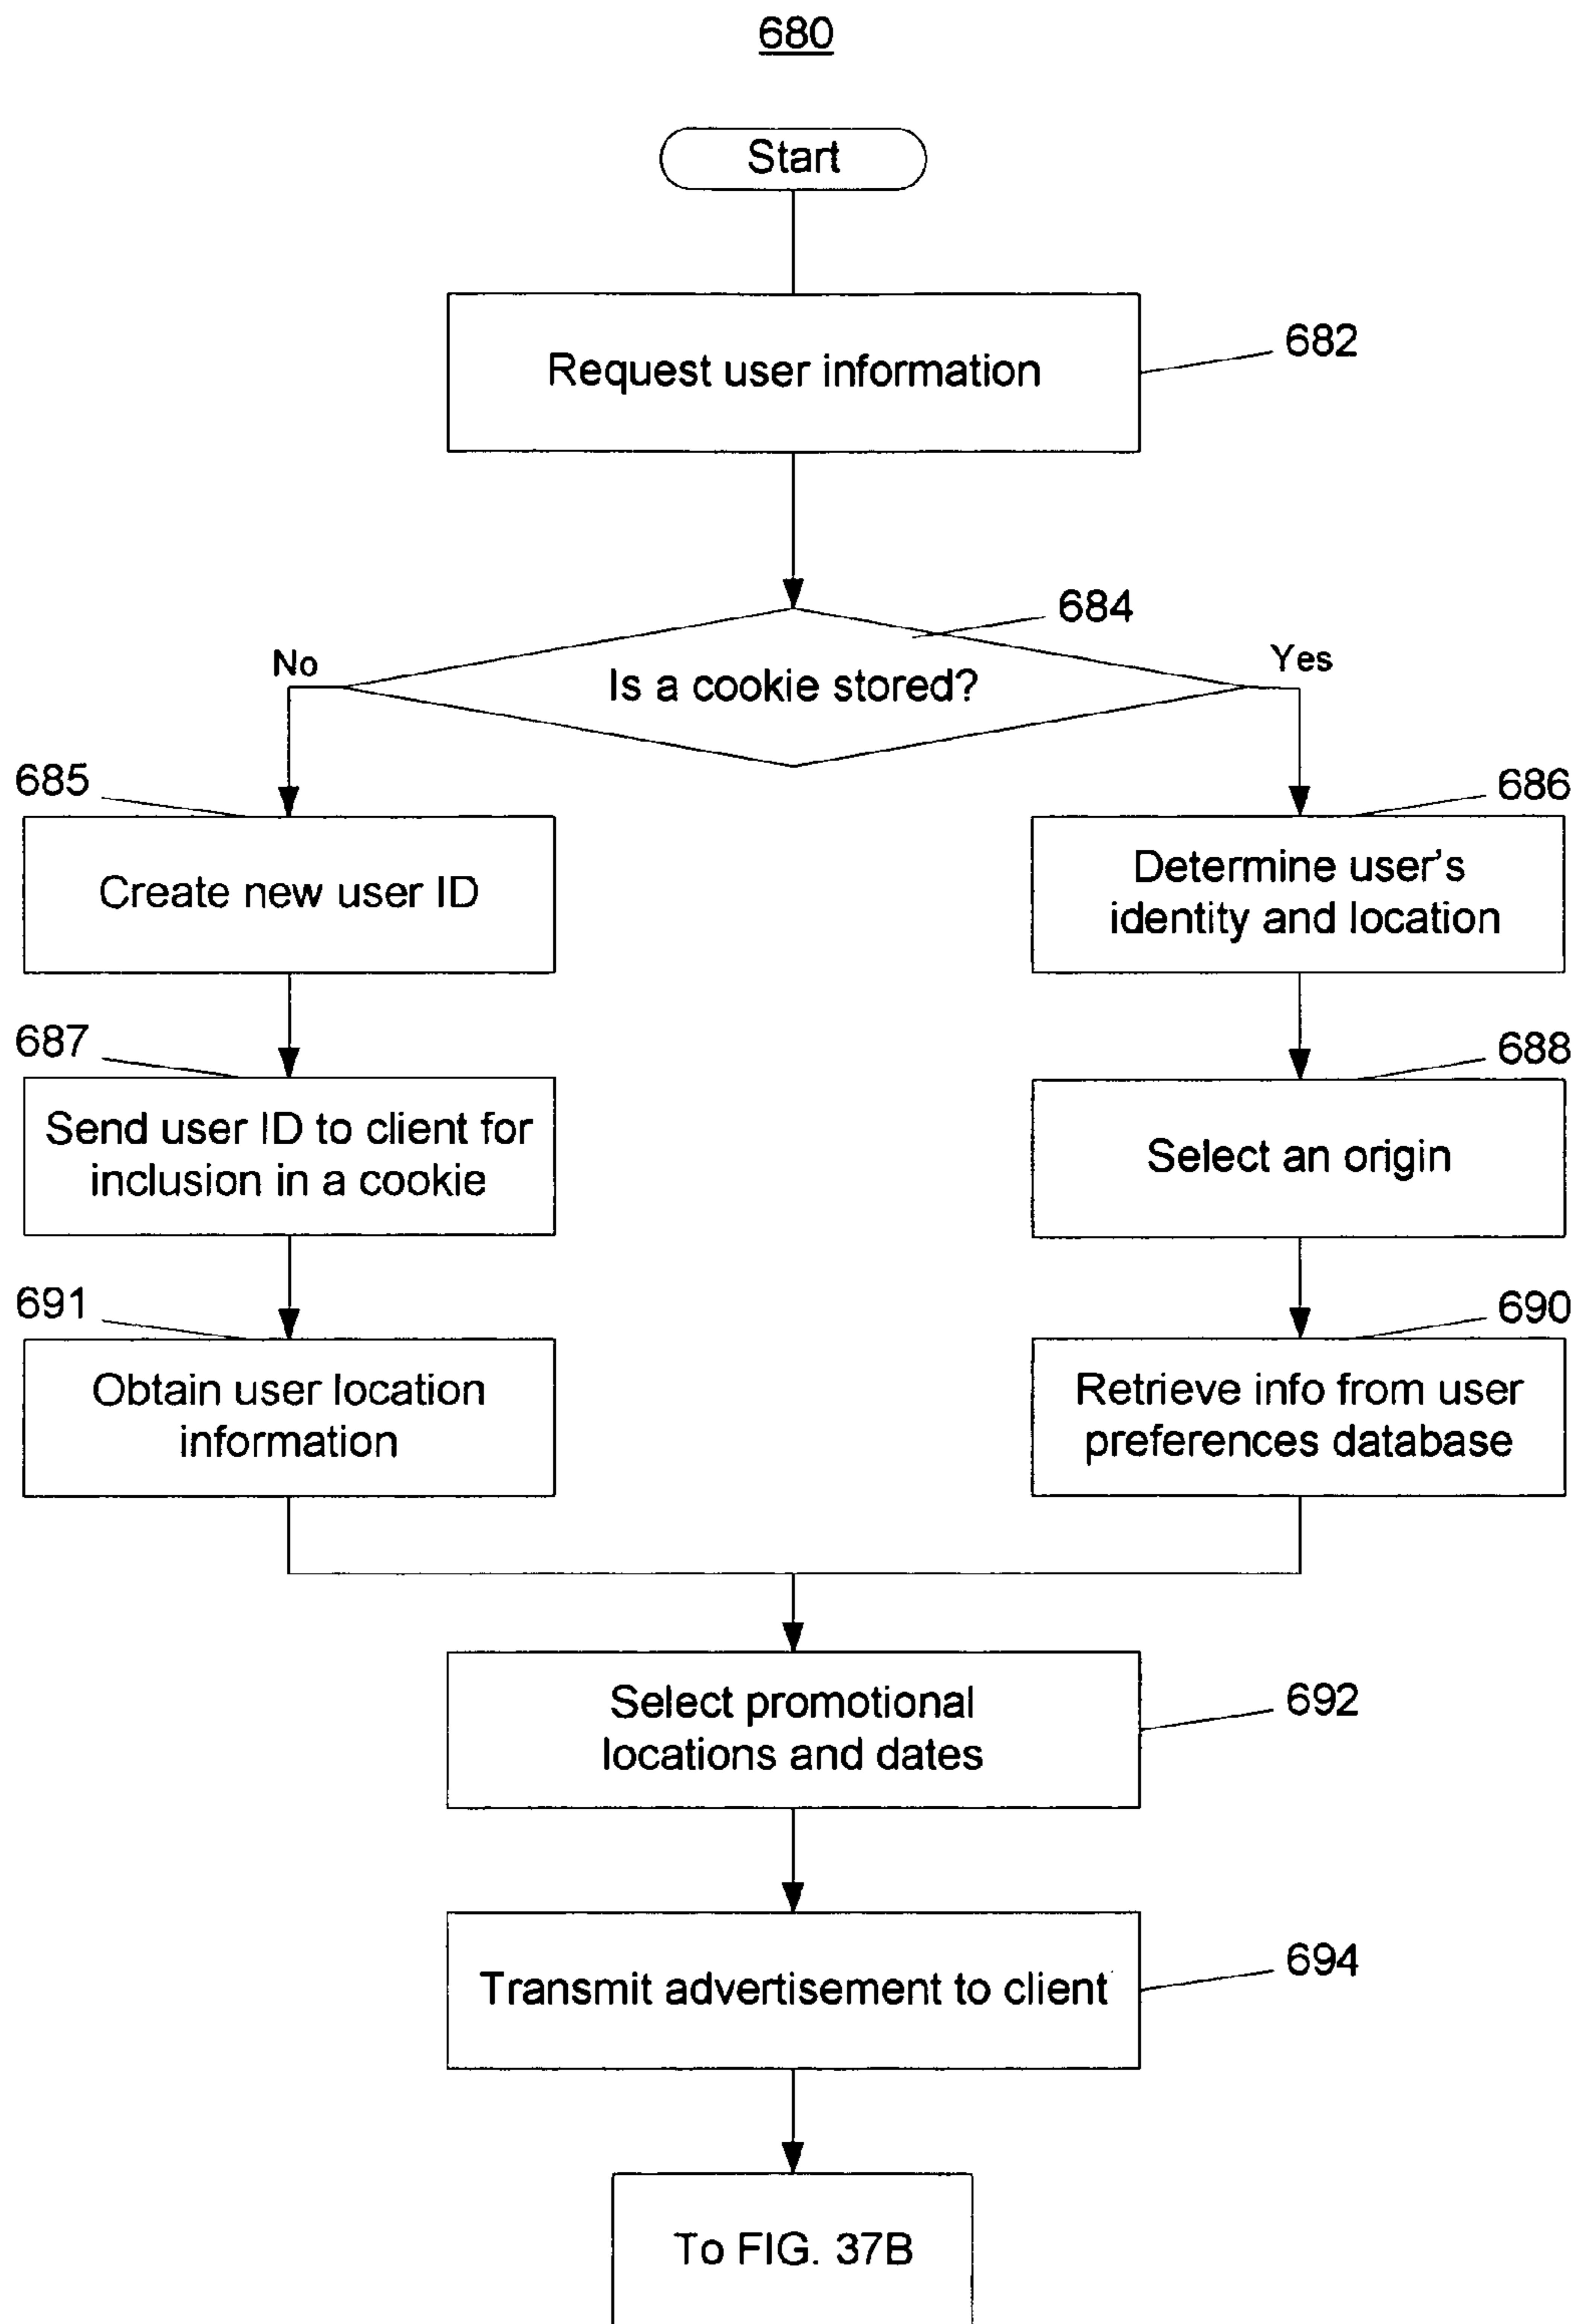 680
Start
Request user information
682
684
No
Is a cookie stored?
Yes
685
Create new user ID
686
Determine user's
identity and location
687
Send user ID to client for
inclusion in a cookie
688
Select an origin
691
Obtain user location
information
690
Retrieve info from user
preferences database
Select promotional
locations and dates
692
Transmit advertisement to client
694
To FIG. 37B